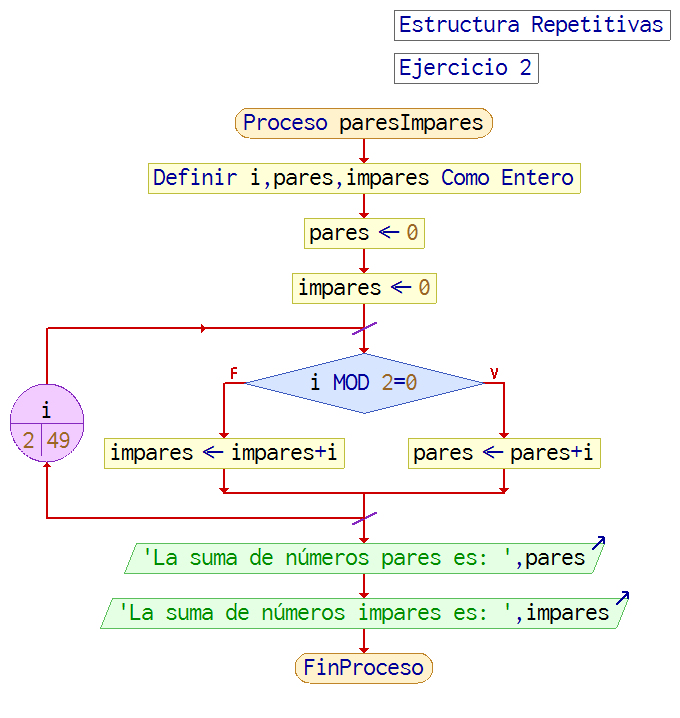 Estructura Repetitivas
Ejercicio 2
Proceso paresImpares
Definir i,pares,impares Como Entero
pares ← 0
impares ← 0
F
i MOD 2=0
V
i
2 49
impares ← impares+i
pares ← pares+i
'La suma de números pares es: ',pares
'La suma de números impares es: ',impares
FinProceso